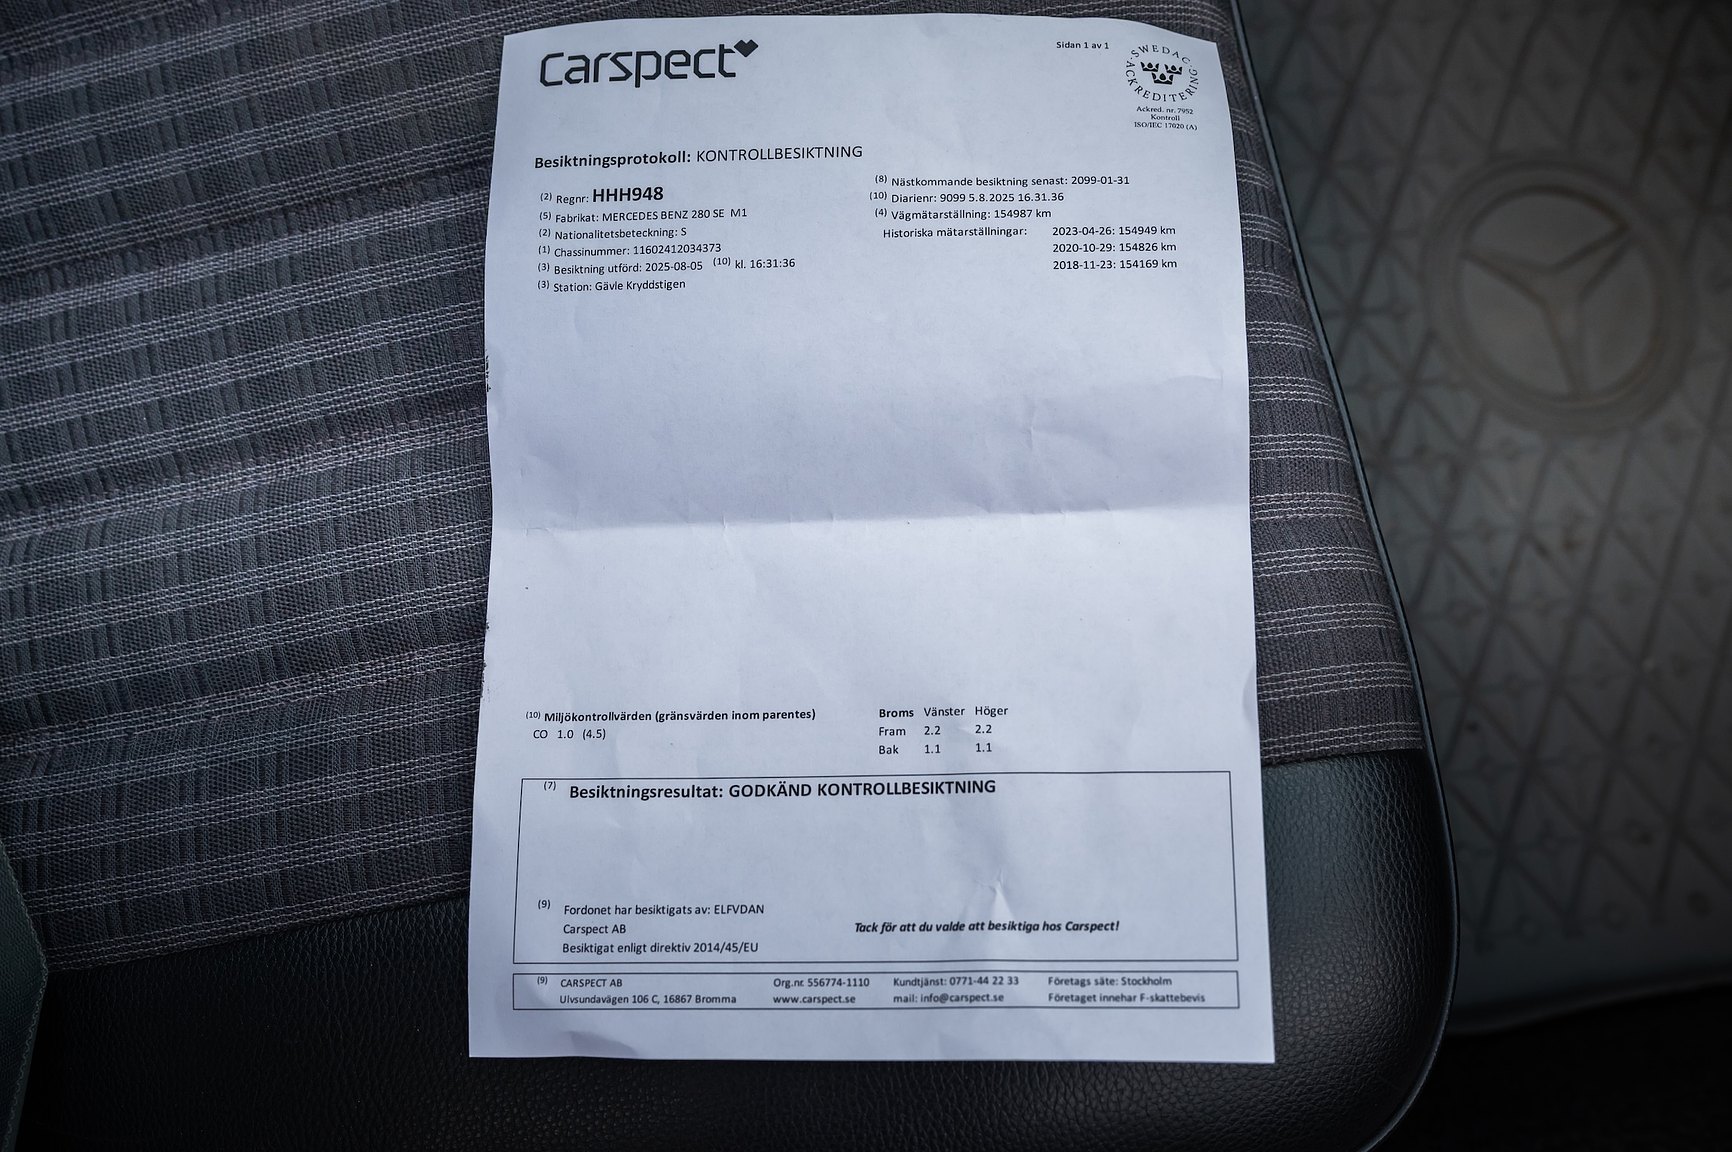 Carspect
Sidan 1 av 1
SWEDAC ACKREDITERING
Ackred. nr. 7952
Kontroll
ISO/IEC 17020 (A)
Besiktningsprotokoll: KONTROLLBESIKTNING
(2) Regnr: HHH948
(5) Fabrikat: MERCEDES BENZ 280 SE M1
(2) Nationalitetsbeteckning: S
(1) Chassinummer: 11602412034373
(3) Besiktning utförd: 2025-08-05 (10) kl. 16:31:36
(3) Station: Gävle Kryddstigen
(8) Nästkommande besiktning senast: 2099-01-31
(10) Diarienr: 9099 5.8.2025 16.31.36
(4) Vägmätarställning: 154987 km
Historiska mätarställningar: 2023-04-26: 154949 km
2020-10-29: 154826 km
2018-11-23: 154169 km
(10) Miljökontrollvärden (gränsvärden inom parentes)
CO 1.0 (4.5)
Broms Vänster Höger
Fram 2.2 2.2
Bak 1.1 1.1
(7) Besiktningsresultat: GODKÄND KONTROLLBESIKTNING
(9) Fordonet har besiktigats av: ELFVDAN
Carspect AB
Besiktigat enligt direktiv 2014/45/EU
Tack för att du valde att besiktiga hos Carspect!
(9) CARSPECT AB Org.nr. 556774-1110 Kundtjänst: 0771-44 22 33 Företags säte: Stockholm
Ulvsundavägen 106 C, 16867 Bromma www.carspect.se mail: info@carspect.se Företaget innehar F-skattebevis